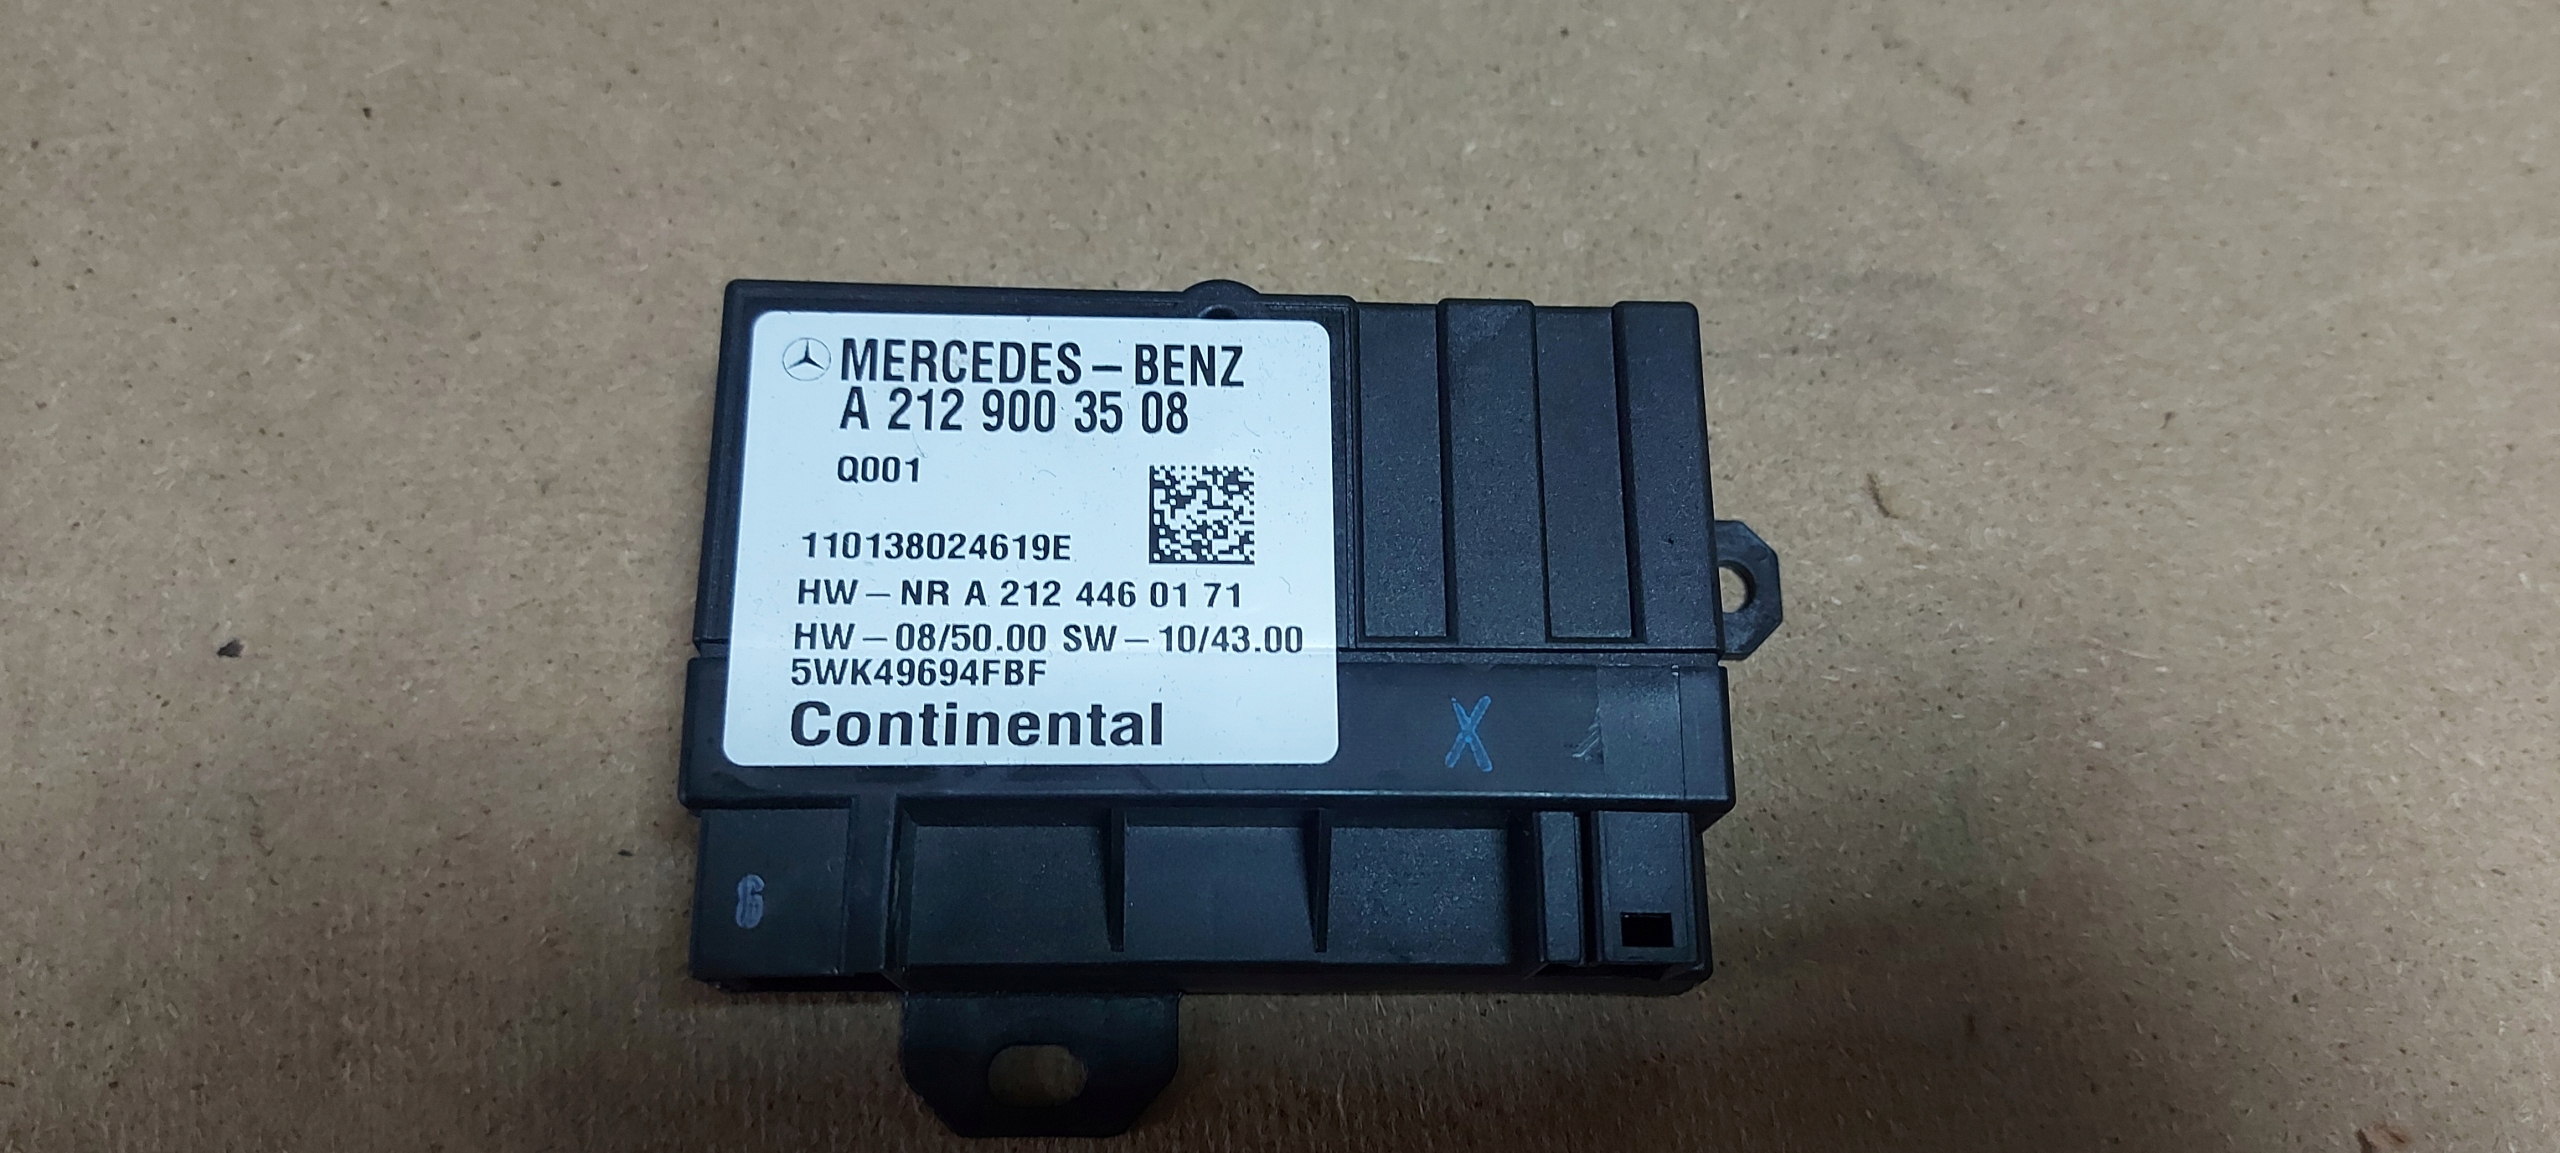 MERCEDES–BENZ
A 212 900 35 08
Q001
110138024619E
HW–NR A 212 446 01 71
HW–08/50.00 SW–10/43.00
5WK49694FBF
Continental
X
6